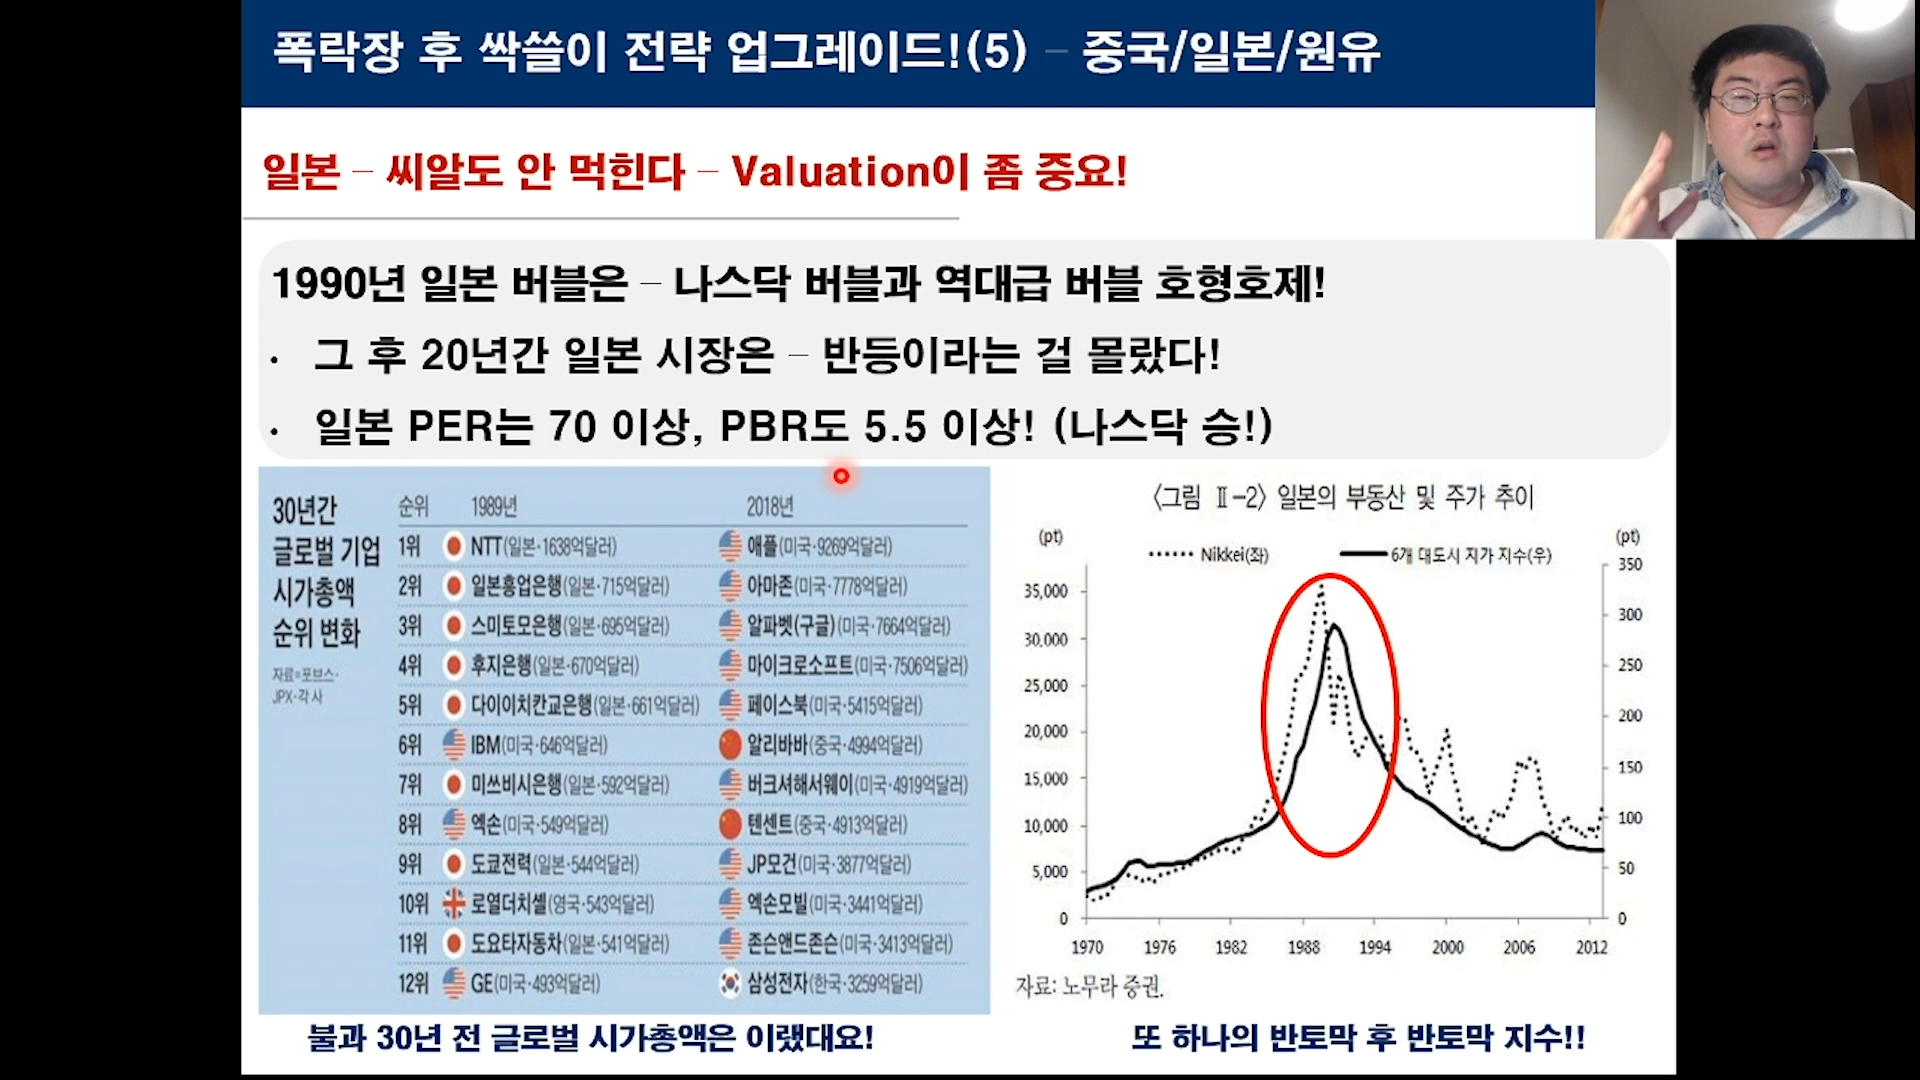 폭락장 후 싹쓸이 전략 업그레이드!(5) – 중국/일본/원유
일본 – 씨알도 안 먹힌다 – Valuation이 좀 중요!
1990년 일본 버블은 – 나스닥 버블과 역대급 버블 호형호제!
· 그 후 20년간 일본 시장은 – 반등이라는 걸 몰랐다!
· 일본 PER는 70 이상, PBR도 5.5 이상! (나스닥 승!)
30년간
글로벌 기업
시가총액
순위 변화
자료=포브스·
JPX·각 사
순위 1989년 2018년
1위 NTT(일본·1638억달러) 애플(미국·9269억달러)
2위 일본흥업은행(일본·715억달러) 아마존(미국·7778억달러)
3위 스미토모은행(일본·695억달러) 알파벳(구글)(미국·7664억달러)
4위 후지은행(일본·670억달러) 마이크로소프트(미국·7506억달러)
5위 다이이치칸교은행(일본·661억달러) 페이스북(미국·5415억달러)
6위 IBM(미국·646억달러) 알리바바(중국·4994억달러)
7위 미쓰비시은행(일본·592억달러) 버크셔해서웨이(미국·4919억달러)
8위 엑손(미국·549억달러) 텐센트(중국·4913억달러)
9위 도쿄전력(일본·544억달러) JP모건(미국·3877억달러)
10위 로열더치셸(영국·543억달러) 엑손모빌(미국·3441억달러)
11위 도요타자동차(일본·541억달러) 존슨앤드존슨(미국·3413억달러)
12위 GE(미국·493억달러) 삼성전자(한국·3259억달러)
불과 30년 전 글로벌 시가총액은 이랬대요!
〈그림 Ⅱ-2〉 일본의 부동산 및 주가 추이
(pt) (pt)
Nikkei(좌) 6개 대도시 지가 지수(우)
35,000
30,000
25,000
20,000
15,000
10,000
5,000
0
350
300
250
200
150
100
50
0
1970 1976 1982 1988 1994 2000 2006 2012
자료: 노무라 증권.
또 하나의 반토막 후 반토막 지수!!